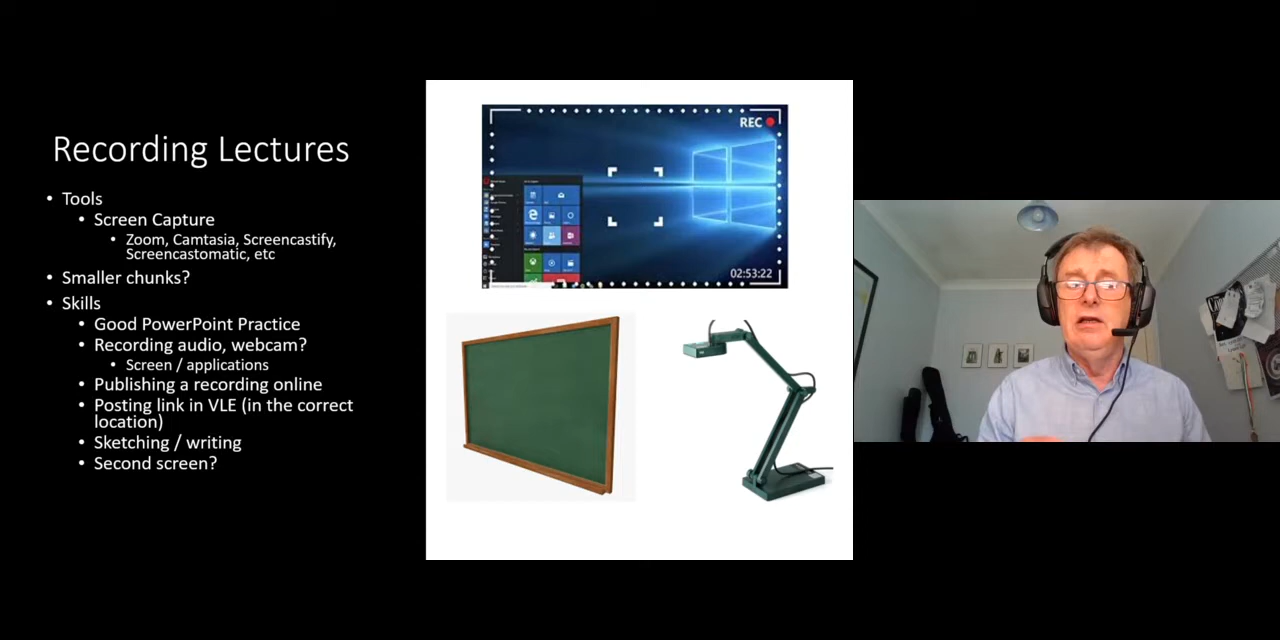 Recording Lectures
• Tools
• Screen Capture
• Zoom, Camtasia, Screencastify,
Screencastomatic, etc
• Smaller chunks?
• Skills
• Good PowerPoint Practice
• Recording audio, webcam?
• Screen / applications
• Publishing a recording online
• Posting link in VLE (in the correct
location)
• Sketching / writing
• Second screen?
REC
02:53:22